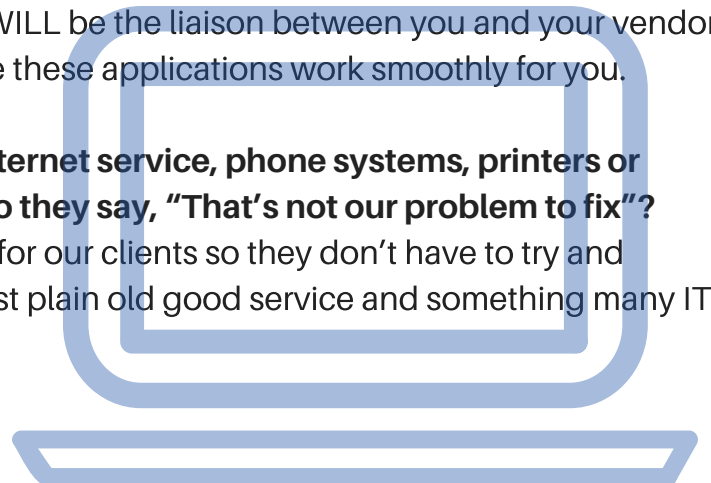 WILL be the liaison between you and your vendor
these applications work smoothly for you.
ternet service, phone systems, printers or
o they say, “That’s not our problem to fix”?
for our clients so they don’t have to try and
st plain old good service and something many IT